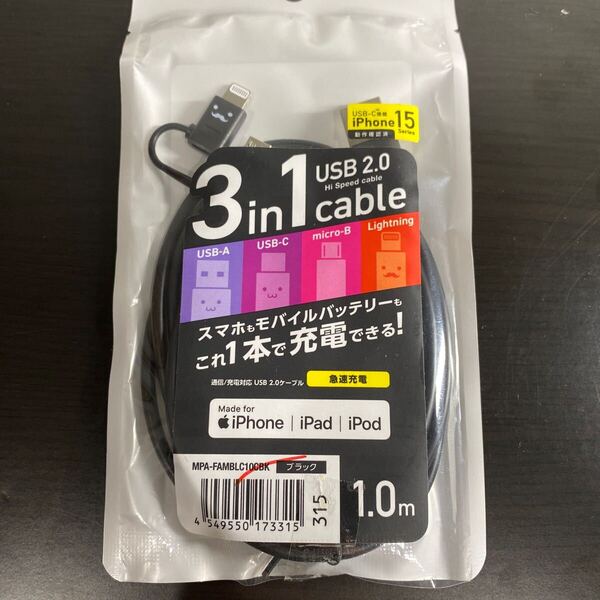 USB-C搭載
iPhone 15
Series
動作確認済
3in1 USB 2.0
Hi Speed cable
cable
USB-A
USB-C
micro-B
Lightning
スマホもモバイルバッテリーも
これ1本で充電できる!
通信/充電対応 USB 2.0ケーブル
急速充電
Made for
iPhone | iPad | iPod
MPA-FAMBLC10CBK ブラック
4 549550 173315
315
1.0m